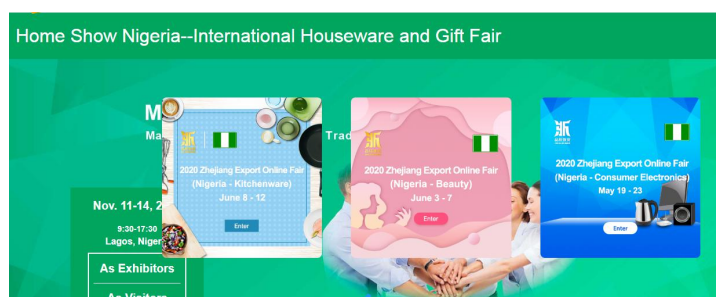 Home Show Nigeria--International Houseware and Gift Fair
M
Ma
Trad
2020 Zhejiang Export Online Fair
(Nigeria - Kitchenware)
June 8 - 12
Enter
2020 Zhejiang Export Online Fair
(Nigeria - Beauty)
June 3 - 7
Enter
2020 Zhejiang Export Online Fair
(Nigeria - Consumer Electronics)
May 19 - 23
Enter
Nov. 11-14, 2
9:30-17:30
Lagos, Niger
As Exhibitors
As Visitors